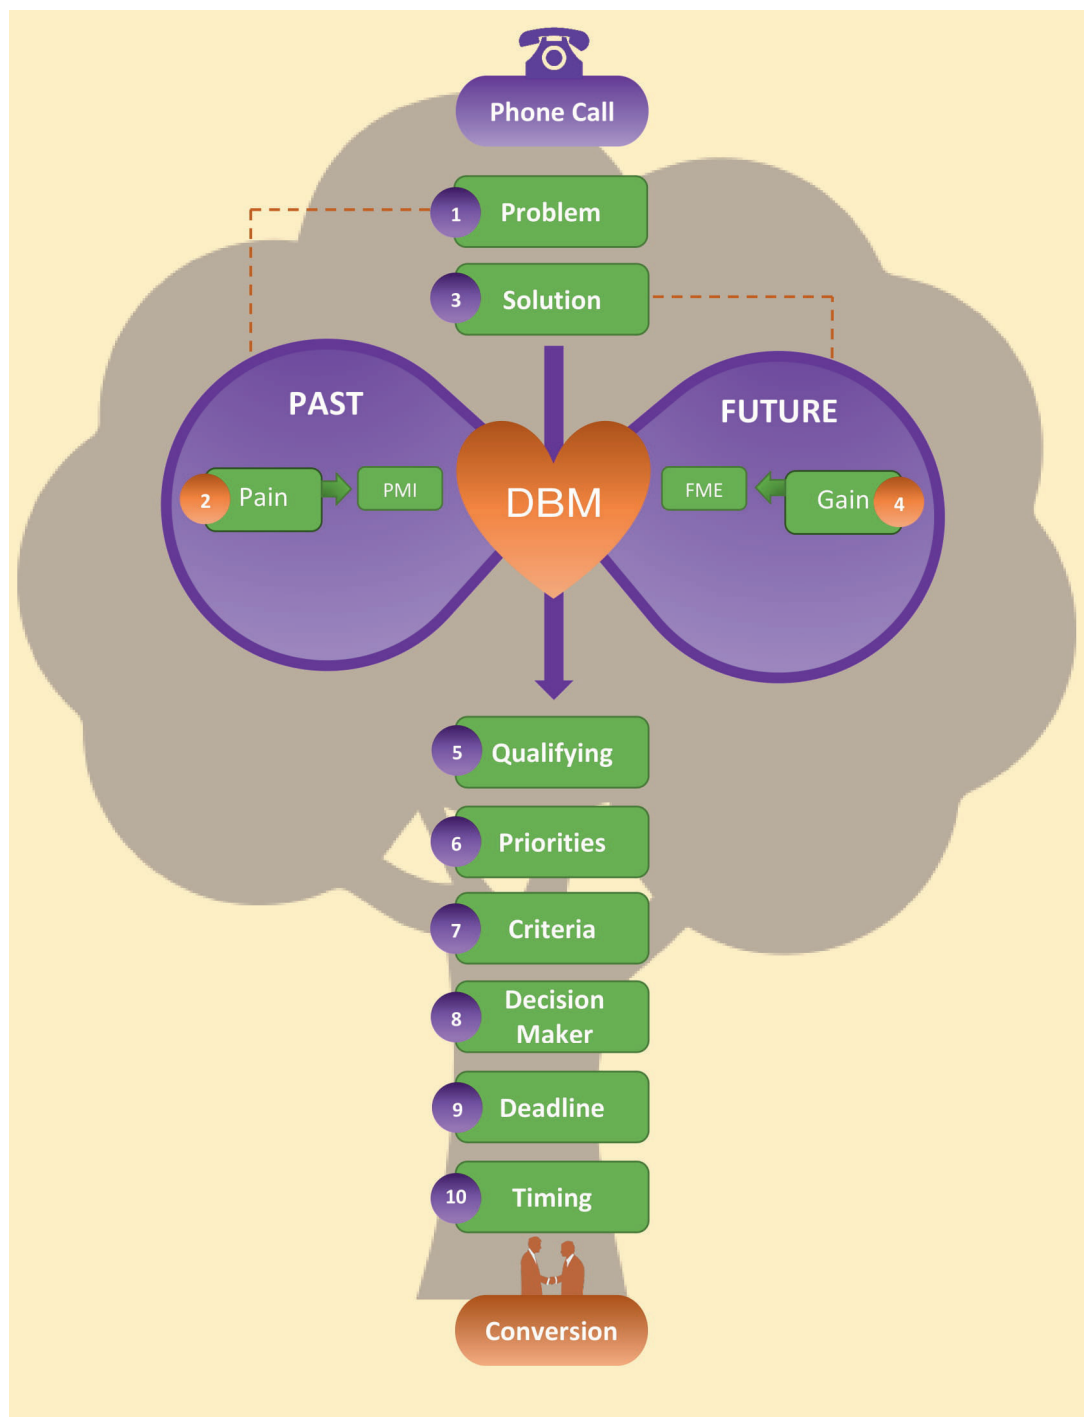 Phone Call
1
Problem
3
Solution
PAST
FUTURE
2
Pain
PMI
DBM
FME
Gain
4
5
Qualifying
6
Priorities
7
Criteria
8
Decision
Maker
9
Deadline
10
Timing
Conversion